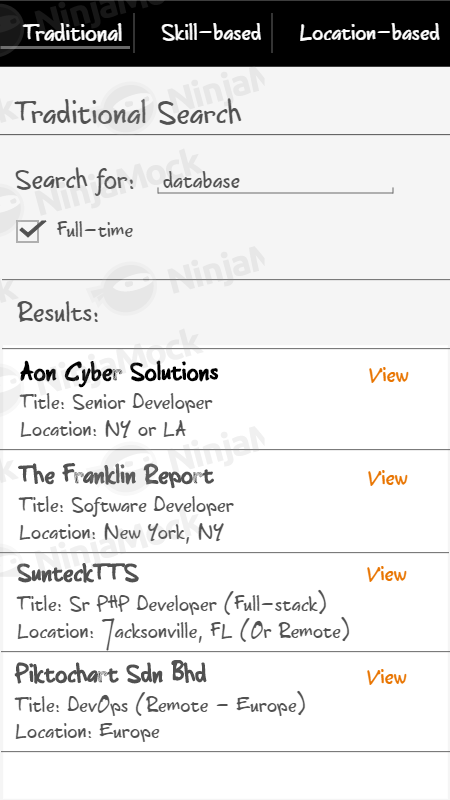 Traditional Skill-based Location-based
Traditional Search
Search for: database
Full-time
Results:
Aon Cyber Solutions View
Title: Senior Developer
Location: NY or LA
The Franklin Report View
Title: Software Developer
Location: New York, NY
SunteckTTS View
Title: Sr PHP Developer (Full-stack)
Location: Jacksonville, FL (Or Remote)
Piktochart Sdn Bhd View
Title: DevOps (Remote - Europe)
Location: Europe
NinjaMock